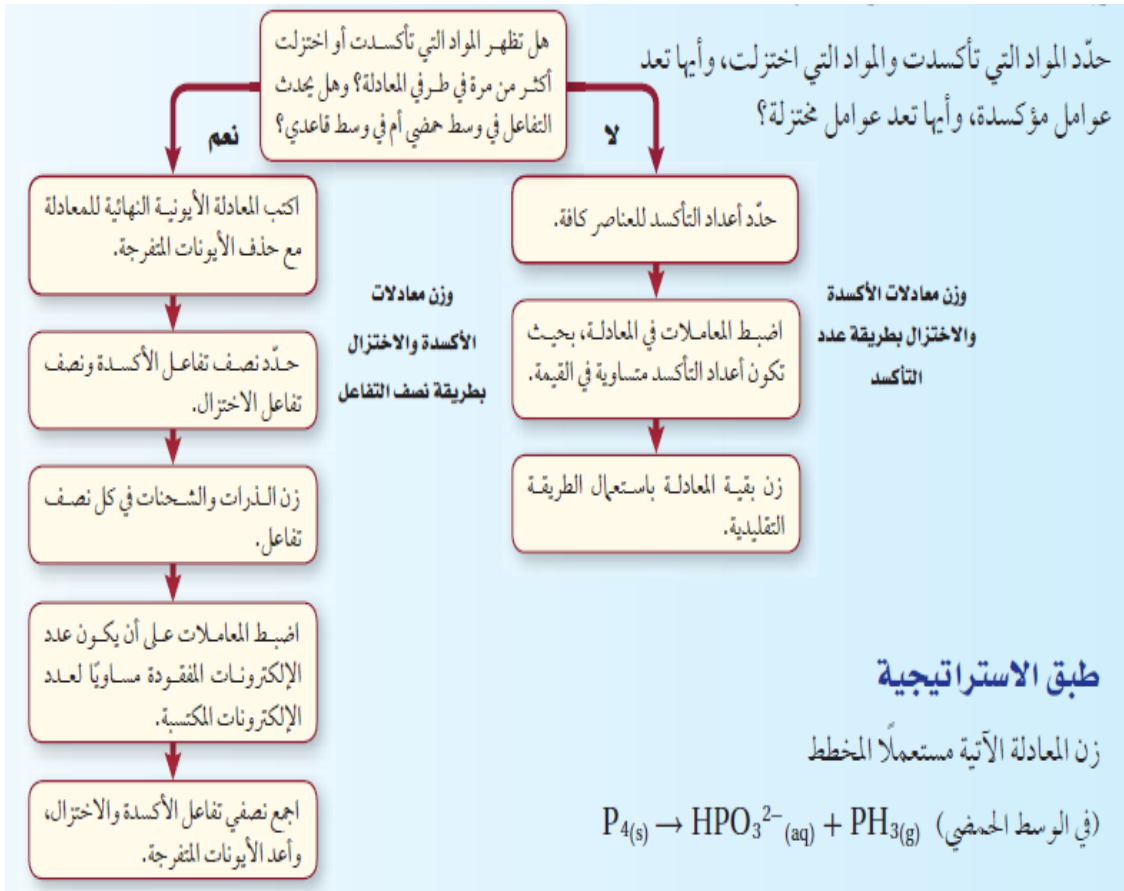 حدّد المواد التي تأكسدت والمواد التي اختزلت، وأيها تعد
عوامل مؤكسدة، وأيها تعد عوامل مختزلة؟
هل تظهر المواد التي تأكسدت أو اختزلت
أكثر من مرة في طرفي المعادلة؟ وهل يحدث
التفاعل في وسط حمضي أم في وسط قاعدي؟
لا
نعم
حدّد أعداد التأكسد للعناصر كافة.
اضبط المعاملات في المعادلة، بحيث
تكون أعداد التأكسد متساوية في القيمة.
زن بقية المعادلة باستعمال الطريقة
التقليدية.
وزن معادلات الأكسدة
والاختزال بطريقة عدد
التأكسد
اكتب المعادلة الأيونية النهائية للمعادلة
مع حذف الأيونات المتفرجة.
حدّد نصف تفاعل الأكسدة ونصف
تفاعل الاختزال.
زن الذرات والشحنات في كل نصف
تفاعل.
اضبط المعاملات على أن يكون عدد
الإلكترونات المفقودة مساويًا لعدد
الإلكترونات المكتسبة.
اجمع نصفي تفاعل الأكسدة والاختزال،
وأعد الأيونات المتفرجة.
وزن معادلات
الأكسدة والاختزال
بطريقة نصف التفاعل
طبق الاستراتيجية
زن المعادلة الآتية مستعملًا المخطط
(في الوسط الحمضي) P₄(s) → HPO₃²⁻(aq) + PH₃(g)